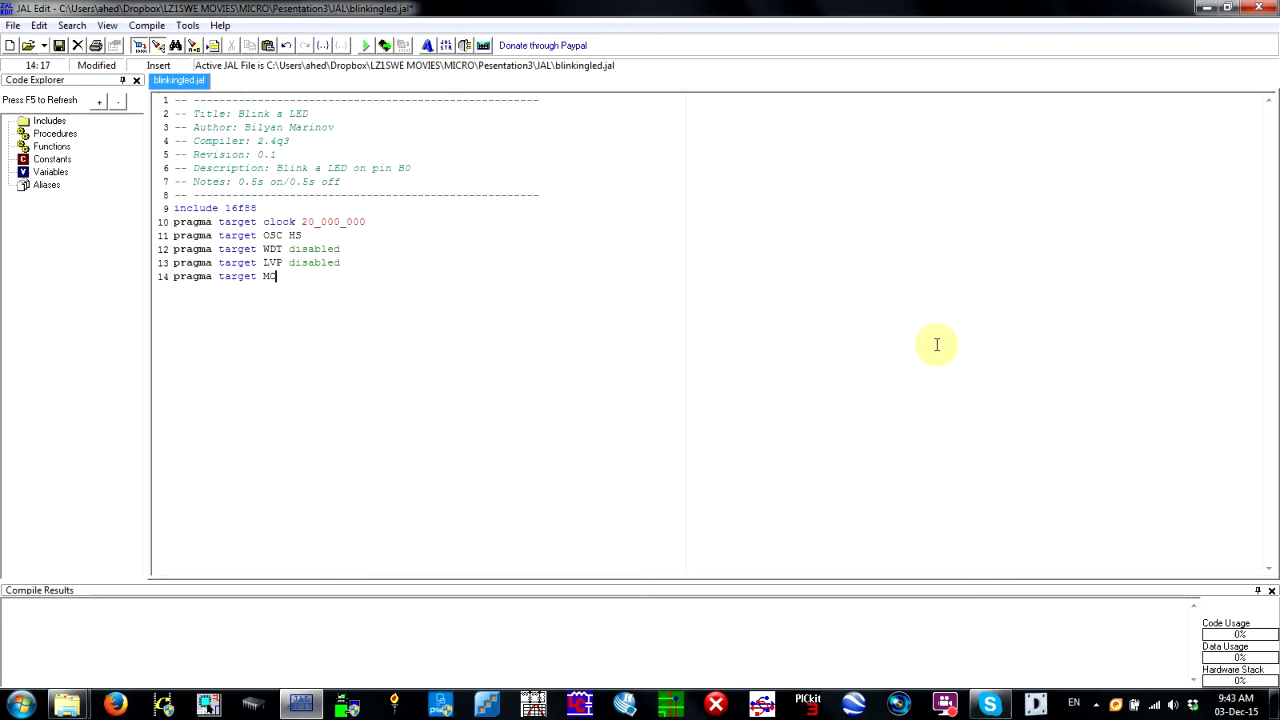 JAL Edit - C:\Users\ahed\Dropbox\LZ1SWE MOVIES\MICRO\Pesentation3\JAL\blinkingled.jal*
File Edit Search View Compile Tools Help
Donate through Paypal
14: 17 Modified Insert Active JAL File is C:\Users\ahed\Dropbox\LZ1SWE MOVIES\MICRO\Pesentation3\JAL\blinkingled.jal
Code Explorer
blinkingled.jal
Press F5 to Refresh + -
Includes
Procedures
Functions
Constants
Variables
Aliases
1 -- ------------------------------------------------------
2 -- Title: Blink a LED
3 -- Author: Bilyan Marinov
4 -- Compiler: 2.4q3
5 -- Revision: 0.1
6 -- Description: Blink a LED on pin B0
7 -- Notes: 0.5s on/0.5s off
8 -- ------------------------------------------------------
9 include 16f88
10 pragma target clock 20_000_000
11 pragma target OSC HS
12 pragma target WDT disabled
13 pragma target LVP disabled
14 pragma target MC
Compile Results
Code Usage
0%
Data Usage
0%
Hardware Stack
0%
JAL EDIT
PICkit 3
EN
9:43 AM
03-Dec-15